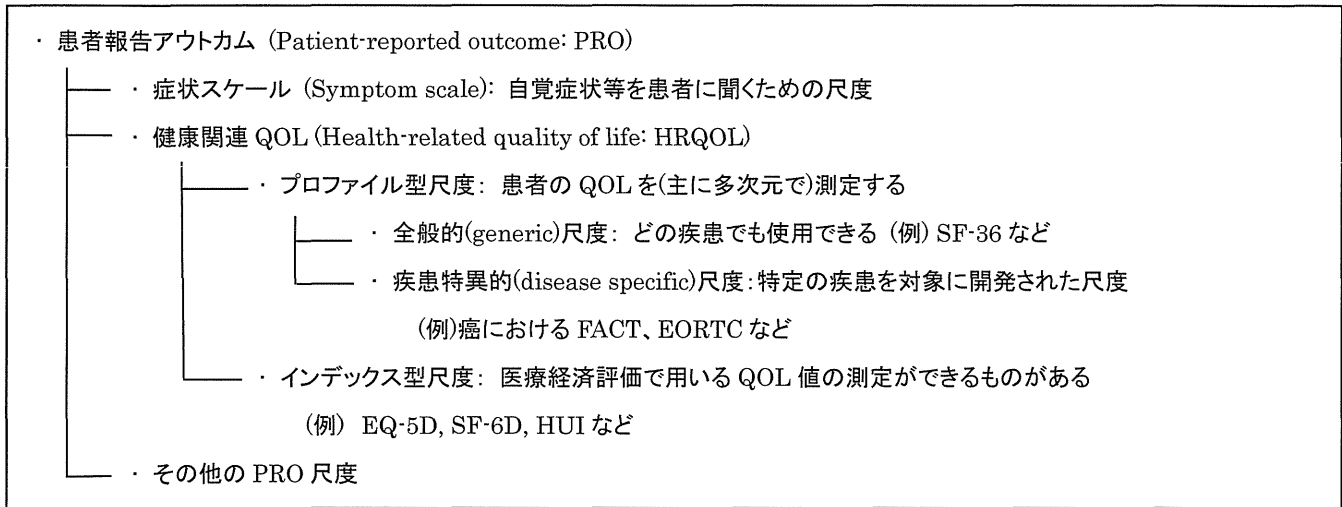 ・ 患者報告アウトカム (Patient-reported outcome: PRO)
・ 症状スケール (Symptom scale): 自覚症状等を患者に聞くための尺度
・ 健康関連 QOL (Health-related quality of life: HRQOL)
・ プロファイル型尺度: 患者の QOL を(主に多次元で)測定する
・ 全般的(generic)尺度: どの疾患でも使用できる (例) SF-36 など
・ 疾患特異的(disease specific)尺度:特定の疾患を対象に開発された尺度
(例)癌における FACT、EORTC など
・ インデックス型尺度: 医療経済評価で用いる QOL 値の測定ができるものがある
(例) EQ-5D, SF-6D, HUI など
・ その他の PRO 尺度